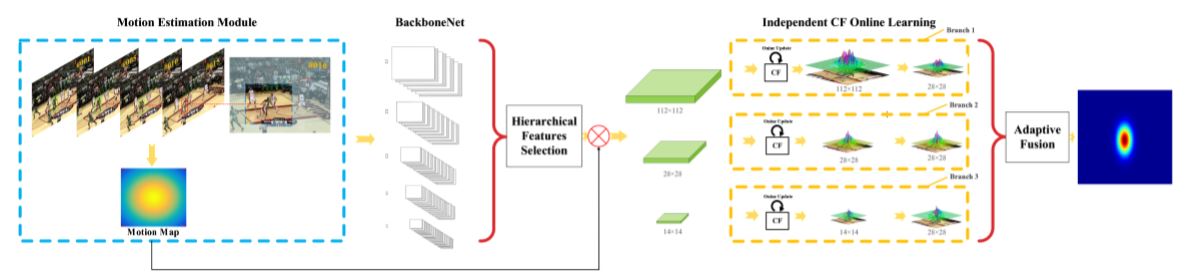 Motion Estimation Module
BackboneNet
Independent CF Online Learning
Motion Map
Hierarchical
Features
Selection
112×112
28×28
14×14
Branch 1
Online Update
CF
112×112
28×28
Branch 2
Online Update
CF
28×28
28×28
Branch 3
Online Update
CF
14×14
28×28
Adaptive
Fusion